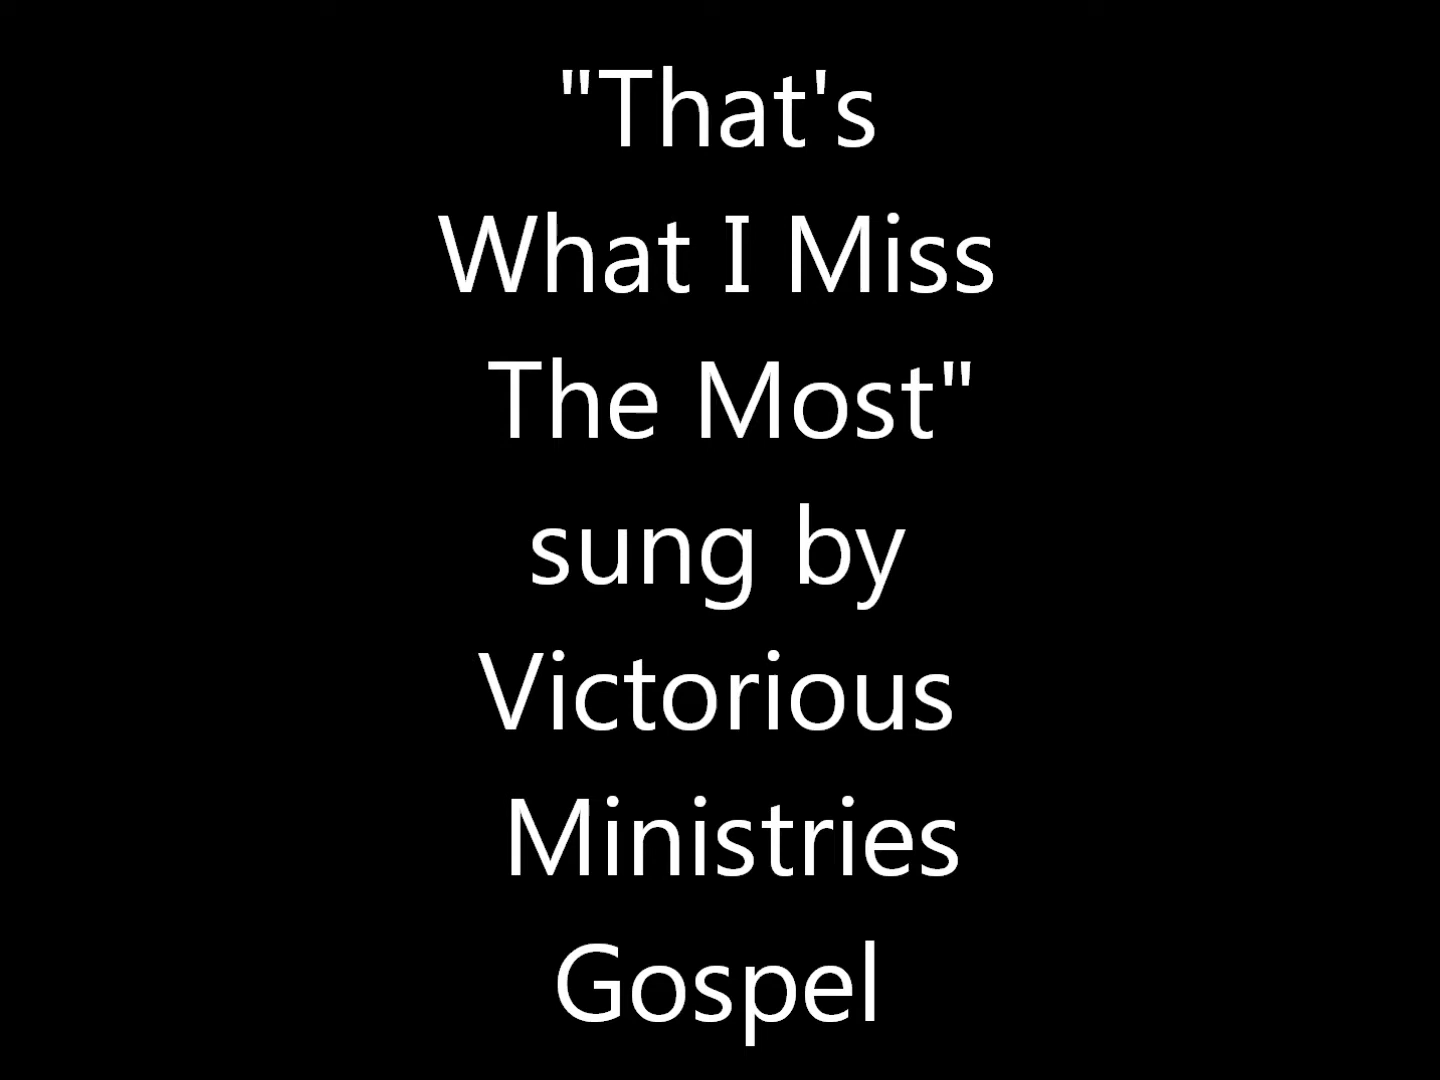 "That's
What I Miss
The Most"
sung by
Victorious
Ministries
Gospel